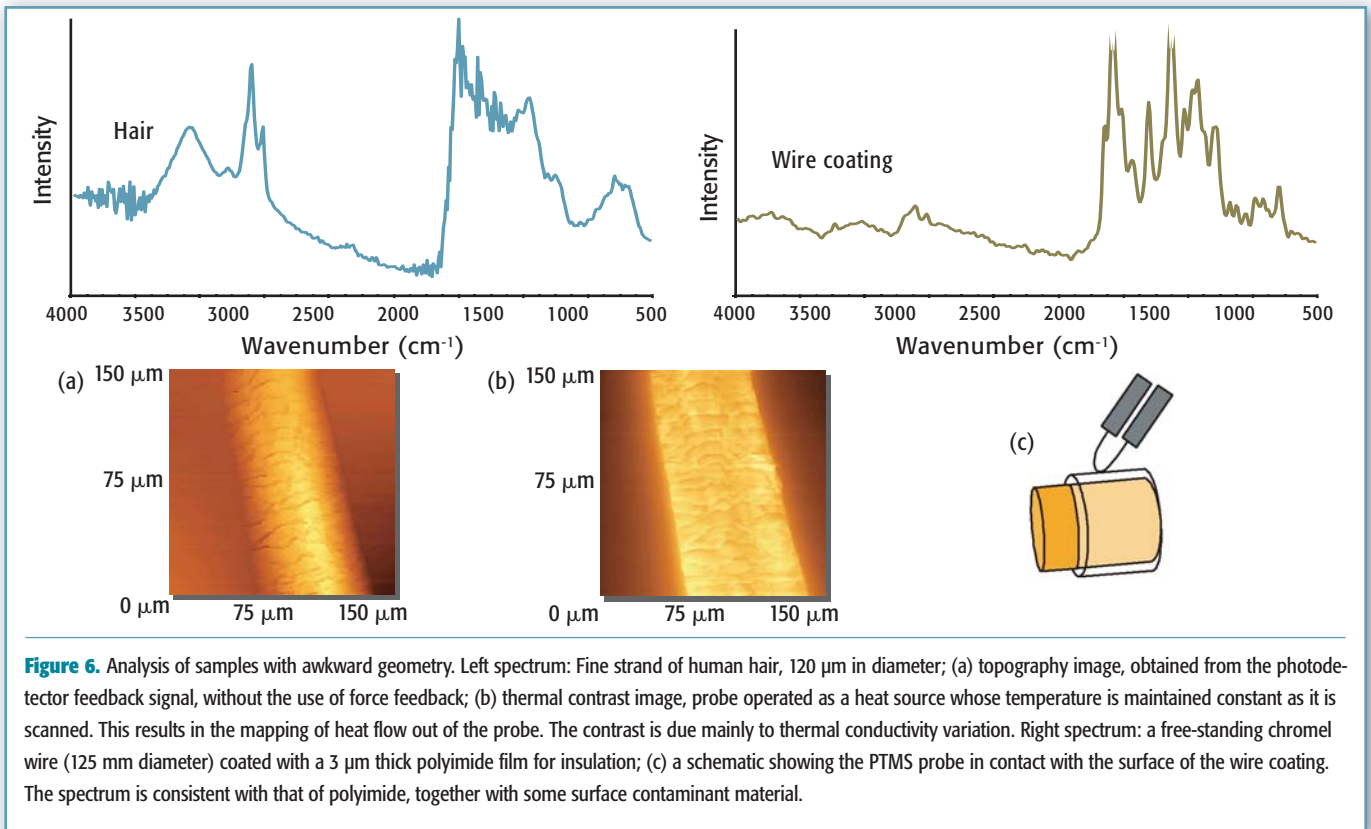 Intensity
Hair
4000 3500 3000 2500 2000 1500 1000 500
Wavenumber (cm-1)
Intensity
Wire coating
4000 3500 3000 2500 2000 1500 1000 500
Wavenumber (cm-1)
(a)
150 μm
75 μm
0 μm
75 μm 150 μm
(b)
150 μm
75 μm
0 μm
75 μm 150 μm
(c)
Figure 6. Analysis of samples with awkward geometry. Left spectrum: Fine strand of human hair, 120 μm in diameter; (a) topography image, obtained from the photode-
tector feedback signal, without the use of force feedback; (b) thermal contrast image, probe operated as a heat source whose temperature is maintained constant as it is
scanned. This results in the mapping of heat flow out of the probe. The contrast is due mainly to thermal conductivity variation. Right spectrum: a free-standing chromel
wire (125 mm diameter) coated with a 3 μm thick polyimide film for insulation; (c) a schematic showing the PTMS probe in contact with the surface of the wire coating.
The spectrum is consistent with that of polyimide, together with some surface contaminant material.